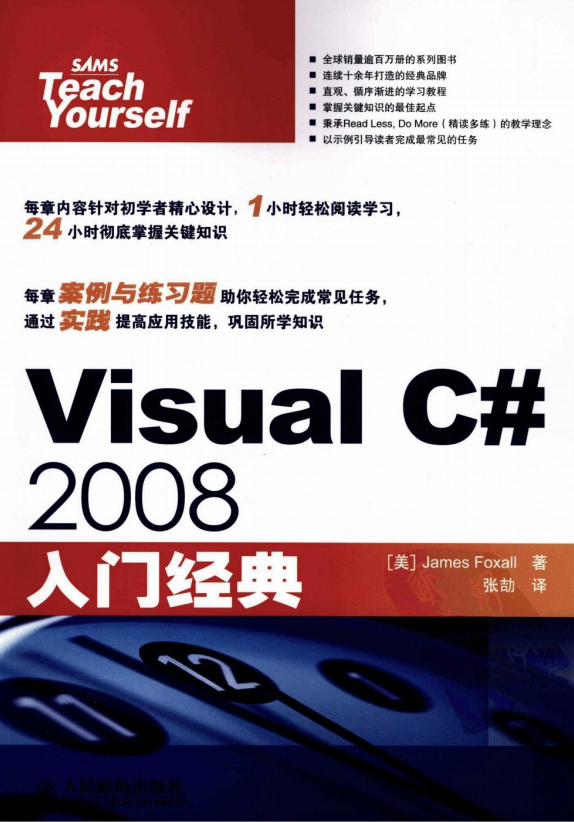 SAMS
Teach
Yourself
■ 全球销量逾百万册的系列图书
■ 连续十余年打造的经典品牌
■ 直观、循序渐进的学习教程
■ 掌握关键知识的最佳起点
■ 秉承Read Less, Do More（精读多练）的教学理念
■ 以示例引导读者完成最常见的任务
每章内容针对初学者精心设计，1小时轻松阅读学习，
24小时彻底掌握关键知识
每章案例与练习题助你轻松完成常见任务，
通过实践提高应用技能，巩固所学知识
Visual C#
2008
入门经典
[美] James Foxall 著
张劼 译
11
12
1
人民邮电出版社
POSTS & TELECOM PRESS